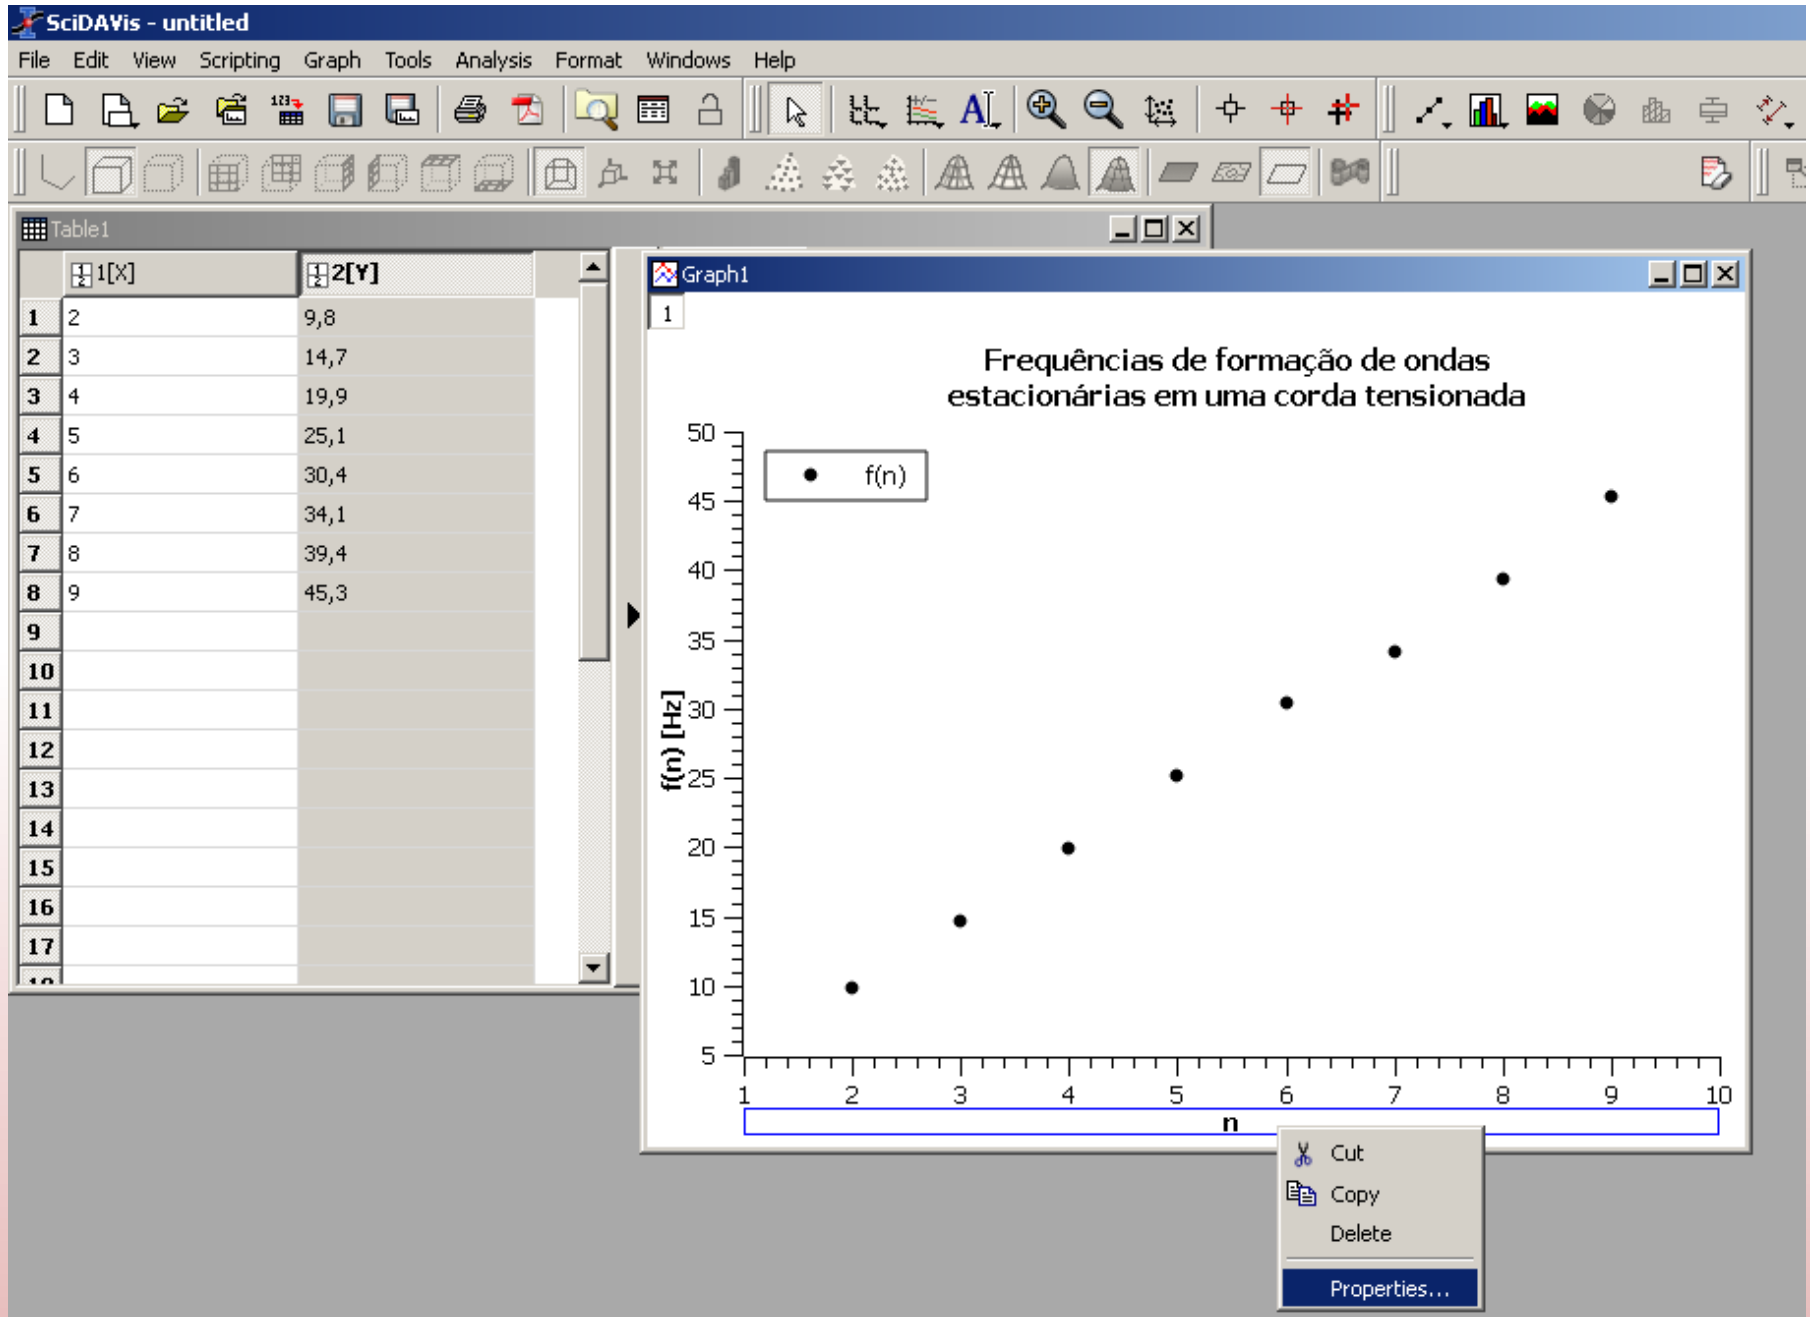 SciDAVis - untitled
File Edit View Scripting Graph Tools Analysis Format Windows Help
Table1
1[X] 2[Y]
1 2 9,8
2 3 14,7
3 4 19,9
4 5 25,1
5 6 30,4
6 7 34,1
7 8 39,4
8 9 45,3
9
10
11
12
13
14
15
16
17
Graph1
1
Frequências de formação de ondas
estacionárias em uma corda tensionada
f(n)
f(n) [Hz]
50
45
40
35
30
25
20
15
10
5
1 2 3 4 5 6 7 8 9 10
n
Cut
Copy
Delete
Properties...